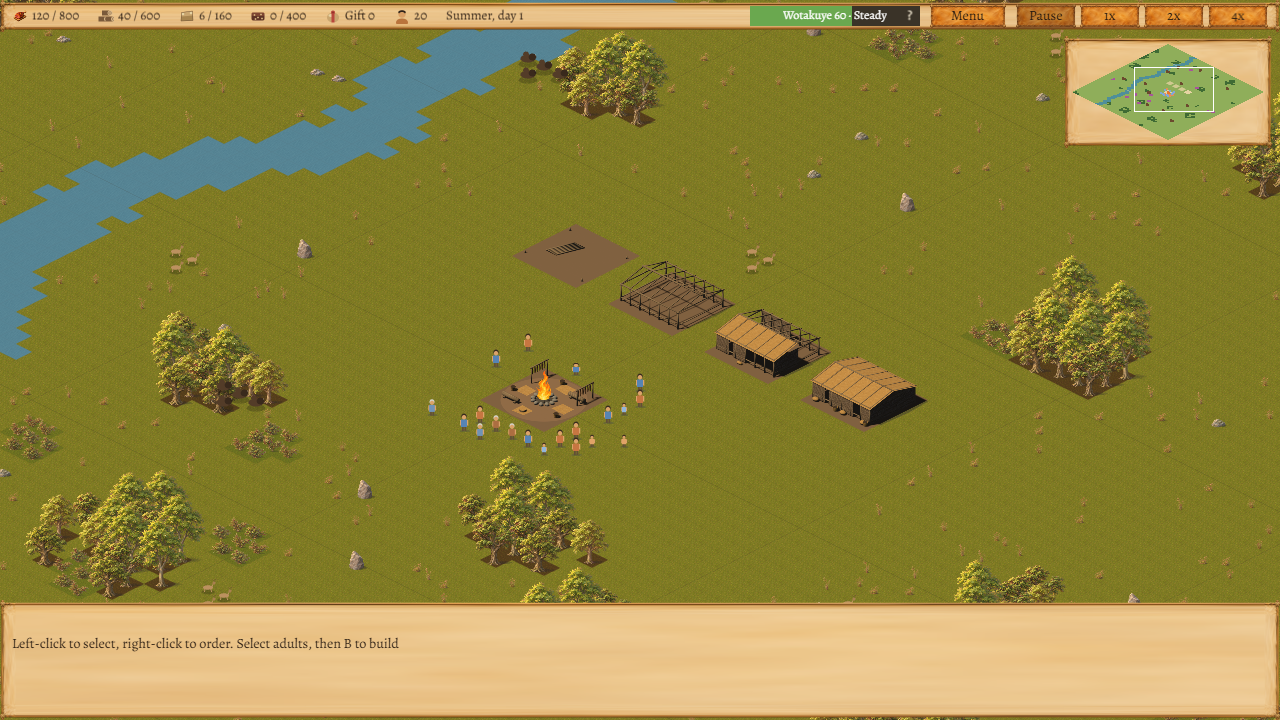 120 / 800 40 / 600 6 / 160 0 / 400 Gift 0 20 Summer, day 1 Wotakuye 60 - Steady ? Menu Pause 1x 2x 4x
Left-click to select, right-click to order. Select adults, then B to build